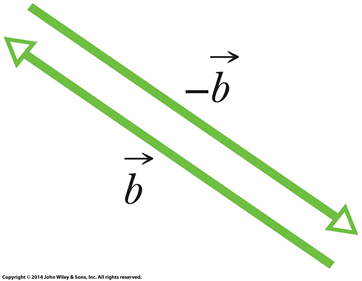 −b⃗
b⃗
Copyright © 2014 John Wiley & Sons, Inc. All rights reserved.